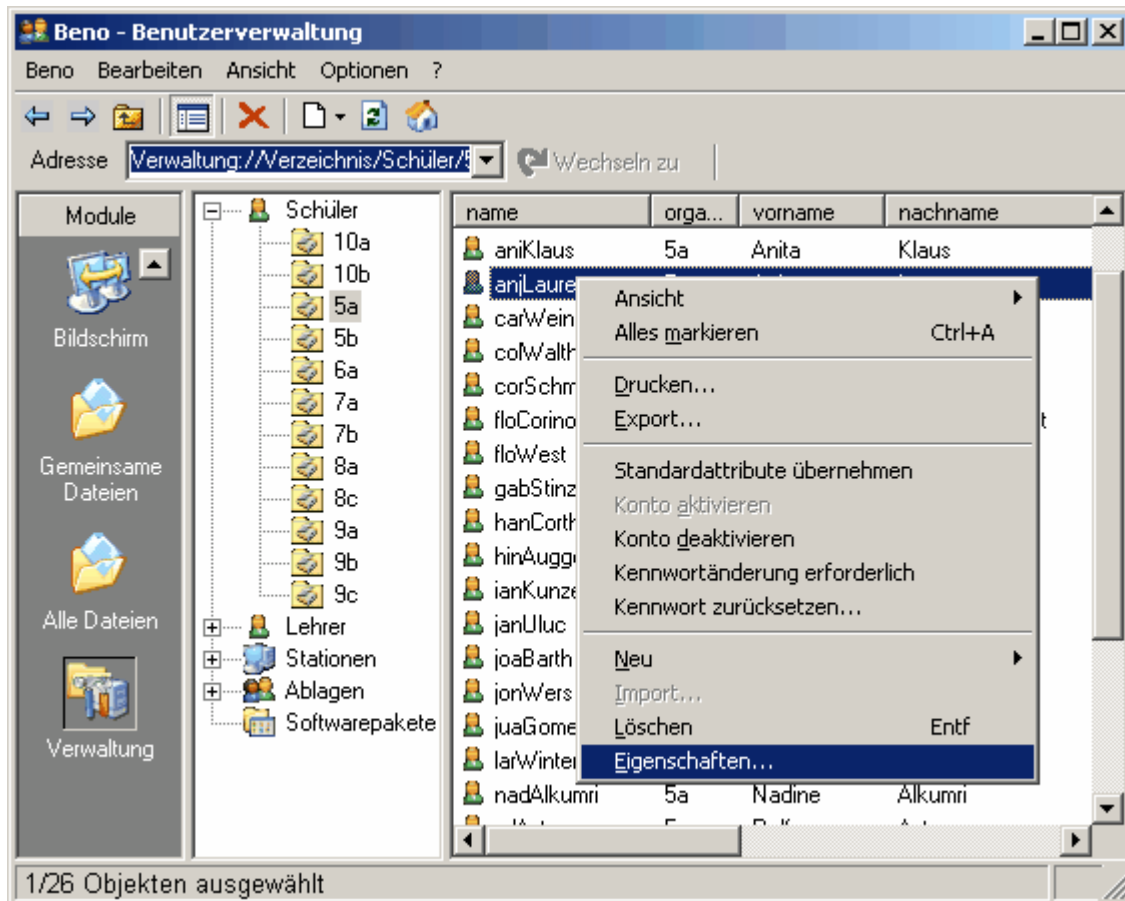 Beno - Benutzerverwaltung
Beno Bearbeiten Ansicht Optionen ?
Adresse Verwaltung://Verzeichnis/Schüler/5 Wechseln zu
Module
Bildschirm
Gemeinsame
Dateien
Alle Dateien
Verwaltung
Schüler
10a
10b
5a
5b
6a
7a
7b
8a
8c
9a
9b
9c
Lehrer
Stationen
Ablagen
Softwarepakete
name orga... vorname nachname
aniKlaus 5a Anita Klaus
anjLaure
carWein
colWalth
corSchm
floCorino t
floWest
gabStinz
hanCorth
hinAugg
ianKunze
janUluc
joaBarth
jonWers
juaGome
larWinter
nadAlkumri 5a Nadine Alkumri
Ansicht
Alles markieren Ctrl+A
Drucken...
Export...
Standardattribute übernehmen
Konto aktivieren
Konto deaktivieren
Kennwortänderung erforderlich
Kennwort zurücksetzen...
Neu
Import...
Löschen Entf
Eigenschaften...
1/26 Objekten ausgewählt